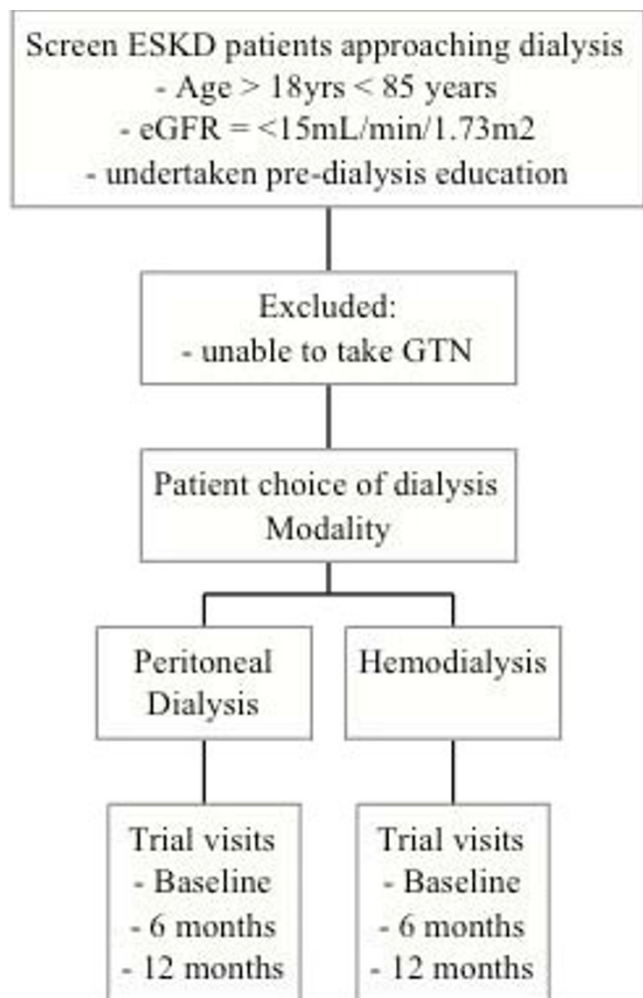 Screen ESKD patients approaching dialysis
- Age > 18yrs < 85 years
- eGFR = <15mL/min/1.73m2
- undertaken pre-dialysis education
Excluded:
- unable to take GTN
Patient choice of dialysis
Modality
Peritoneal
Dialysis
Hemodialysis
Trial visits
- Baseline
- 6 months
- 12 months
Trial visits
- Baseline
- 6 months
- 12 months